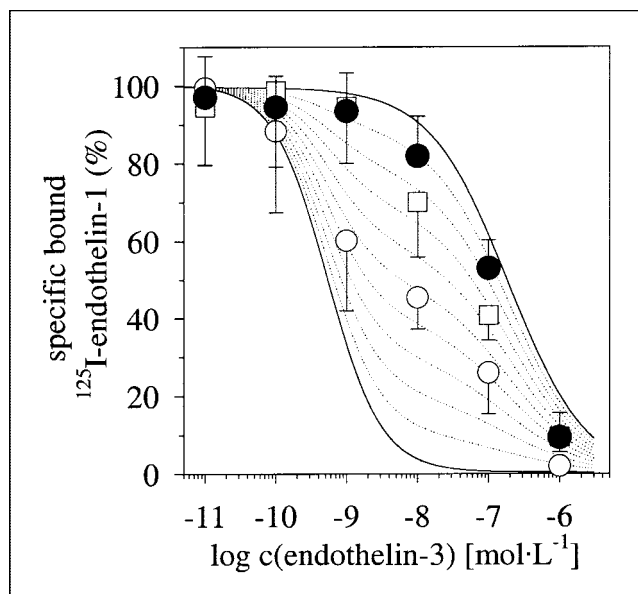 specific bound
¹²⁵I-endothelin-1 (%)
100
80
60
40
20
0
-11 -10 -9 -8 -7 -6
log c(endothelin-3) [mol·L⁻¹]